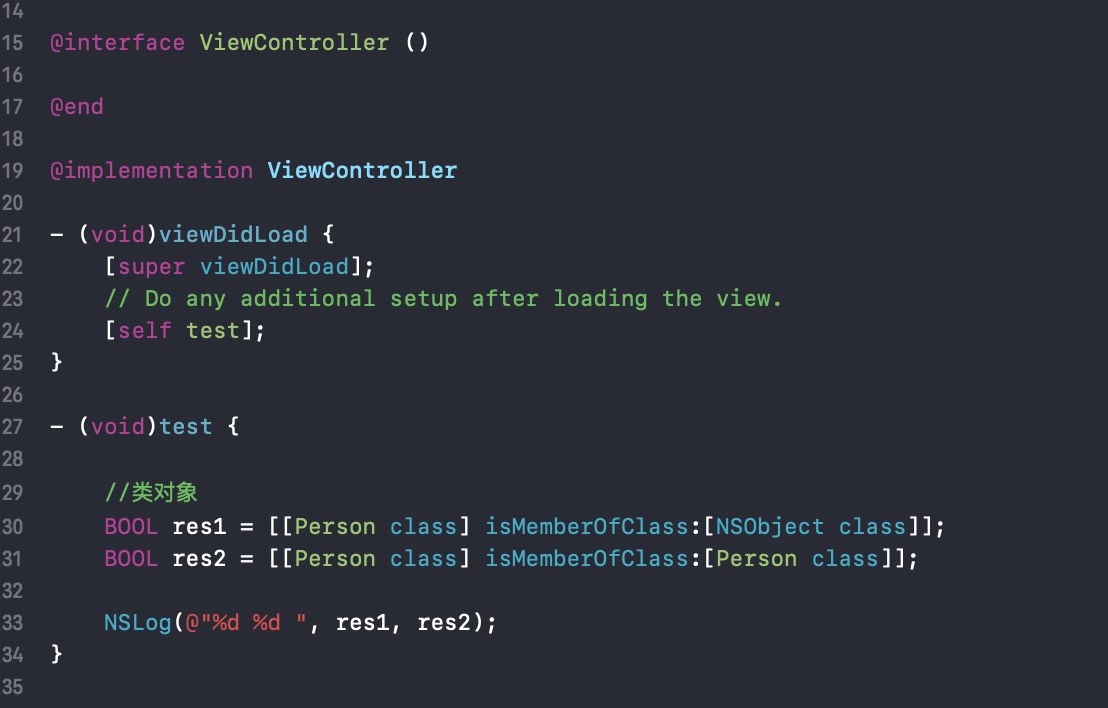 14
15 @interface ViewController ()
16
17 @end
18
19 @implementation ViewController
20
21 - (void)viewDidLoad {
22     [super viewDidLoad];
23     // Do any additional setup after loading the view.
24     [self test];
25 }
26
27 - (void)test {
28
29     //类对象
30     BOOL res1 = [[Person class] isMemberOfClass:[NSObject class]];
31     BOOL res2 = [[Person class] isMemberOfClass:[Person class]];
32
33     NSLog(@"%d %d ", res1, res2);
34 }
35